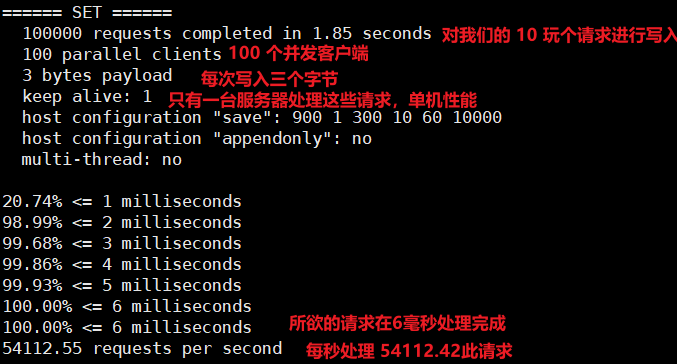 ====== SET ======
100000 requests completed in 1.85 seconds 对我们的 10 玩个请求进行写入
100 parallel clients 100 个并发客户端
3 bytes payload 每次写入三个字节
keep alive: 1 只有一台服务器处理这些请求，单机性能
host configuration "save": 900 1 300 10 60 10000
host configuration "appendonly": no
multi-thread: no
20.74% <= 1 milliseconds
98.99% <= 2 milliseconds
99.68% <= 3 milliseconds
99.86% <= 4 milliseconds
99.93% <= 5 milliseconds
100.00% <= 6 milliseconds
100.00% <= 6 milliseconds 所欲的请求在6毫秒处理完成
54112.55 requests per second 每秒处理 54112.42此请求